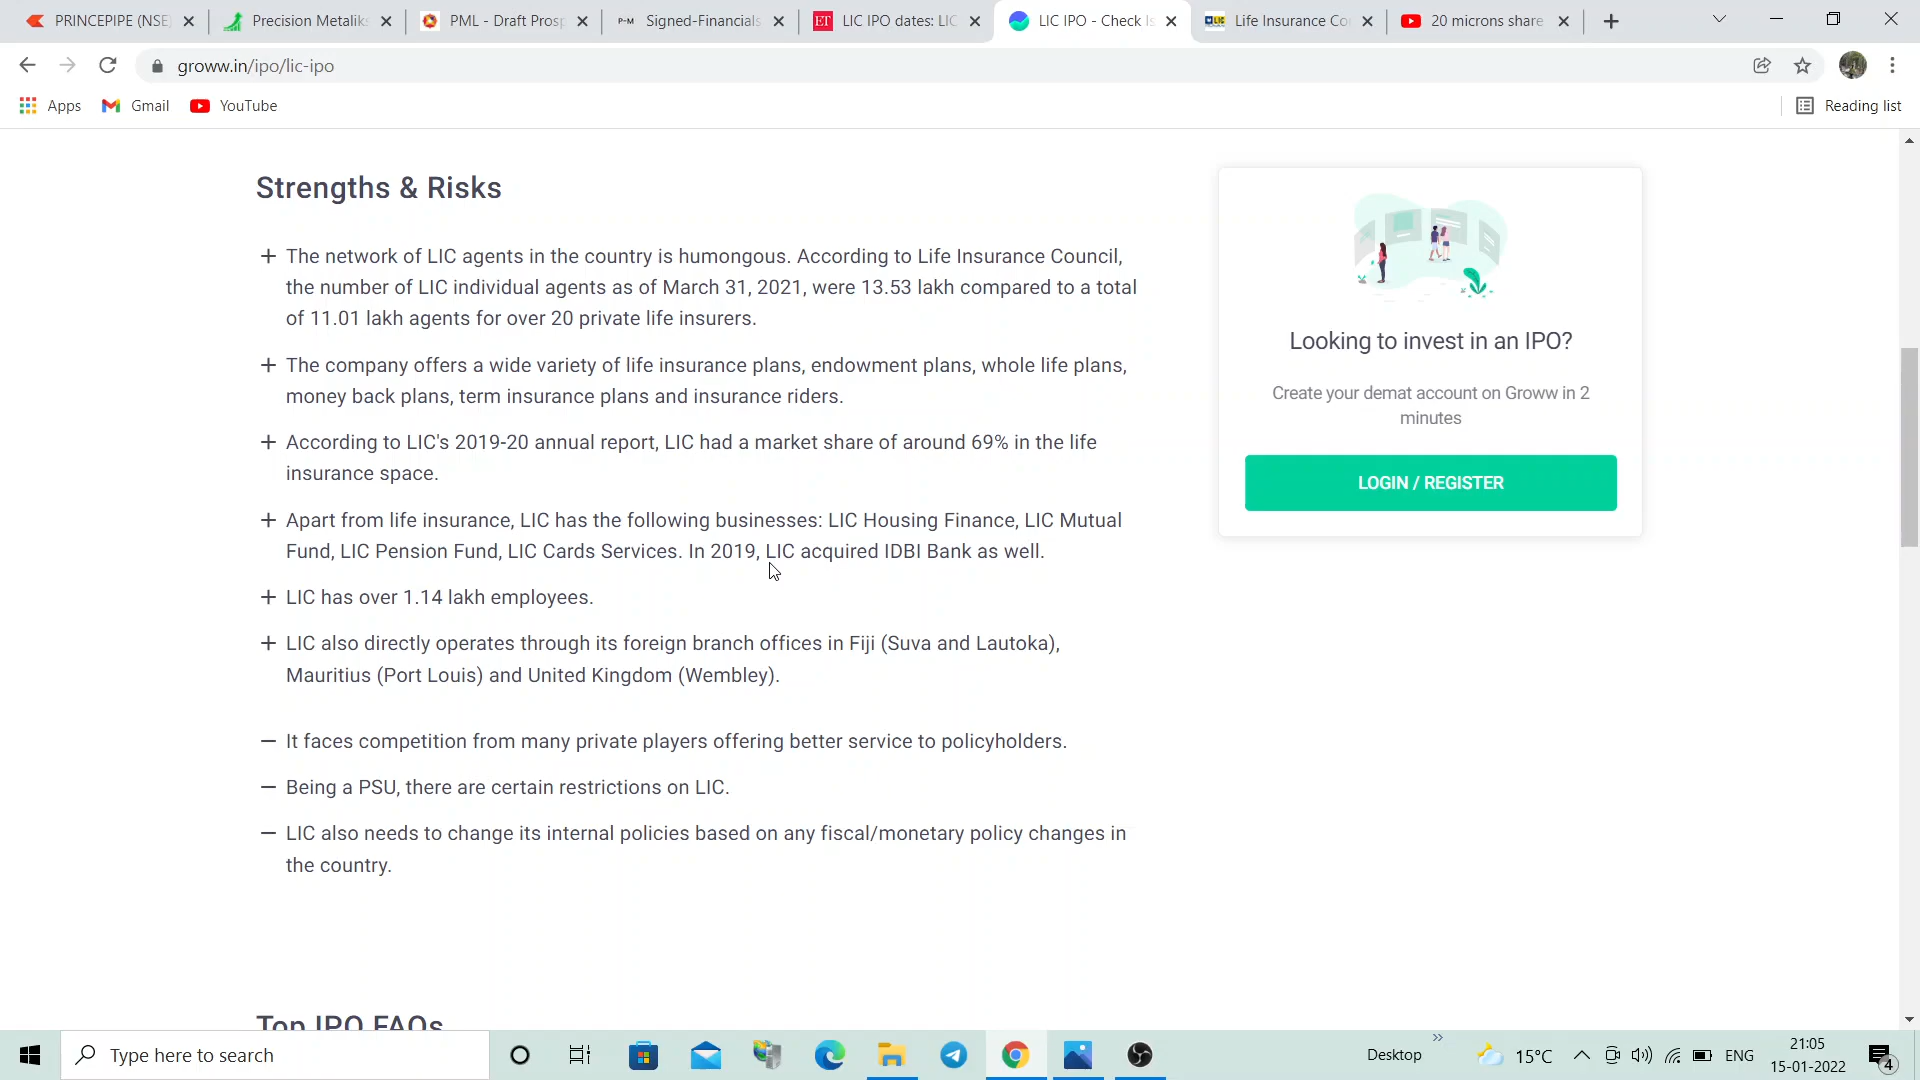 PRINCEPIPE (NSE)
Precision Metaliks
PML - Draft Prosp
Signed-Financials
ET LIC IPO dates: LIC
LIC IPO - Check Is
LIC Life Insurance Co
20 microns share
groww.in/ipo/lic-ipo
Apps
Gmail
YouTube
Reading list
Strengths & Risks
+ The network of LIC agents in the country is humongous. According to Life Insurance Council,
the number of LIC individual agents as of March 31, 2021, were 13.53 lakh compared to a total
of 11.01 lakh agents for over 20 private life insurers.
+ The company offers a wide variety of life insurance plans, endowment plans, whole life plans,
money back plans, term insurance plans and insurance riders.
+ According to LIC's 2019-20 annual report, LIC had a market share of around 69% in the life
insurance space.
+ Apart from life insurance, LIC has the following businesses: LIC Housing Finance, LIC Mutual
Fund, LIC Pension Fund, LIC Cards Services. In 2019, LIC acquired IDBI Bank as well.
+ LIC has over 1.14 lakh employees.
+ LIC also directly operates through its foreign branch offices in Fiji (Suva and Lautoka),
Mauritius (Port Louis) and United Kingdom (Wembley).
— It faces competition from many private players offering better service to policyholders.
— Being a PSU, there are certain restrictions on LIC.
— LIC also needs to change its internal policies based on any fiscal/monetary policy changes in
the country.
Top IPO FAQs
Looking to invest in an IPO?
Create your demat account on Groww in 2
minutes
LOGIN / REGISTER
Type here to search
Desktop
15°C
ENG
21:05
15-01-2022
4